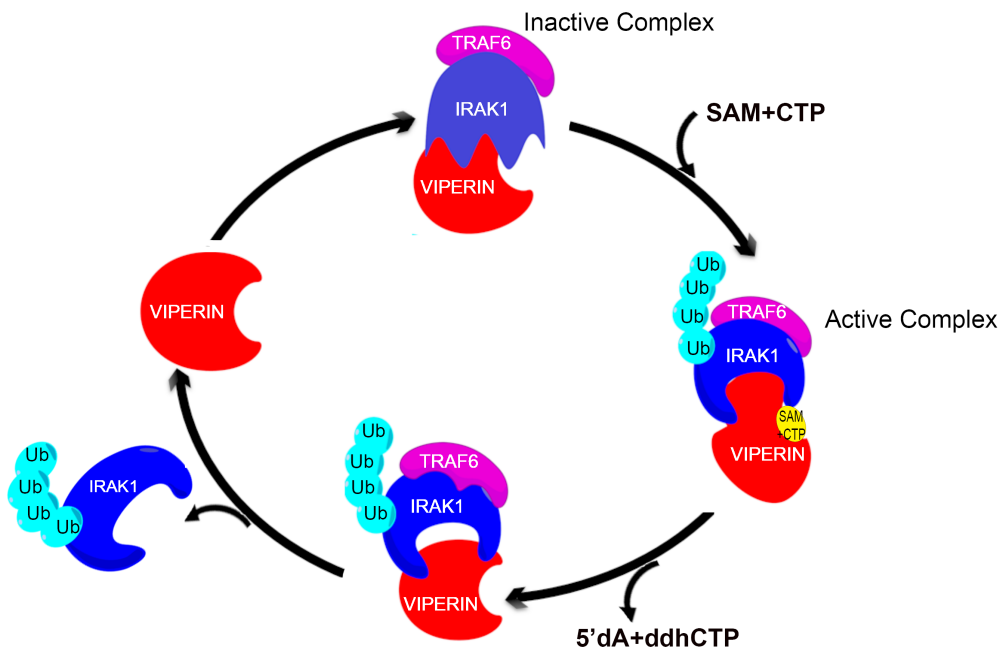 Inactive Complex
TRAF6
IRAK1
VIPERIN
SAM+CTP
Ub
Ub
Ub
Ub
TRAF6
IRAK1
SAM
+CTP
VIPERIN
Active Complex
VIPERIN
Ub
Ub
Ub
Ub
TRAF6
IRAK1
VIPERIN
Ub
Ub
Ub
Ub
IRAK1
5'dA+ddhCTP